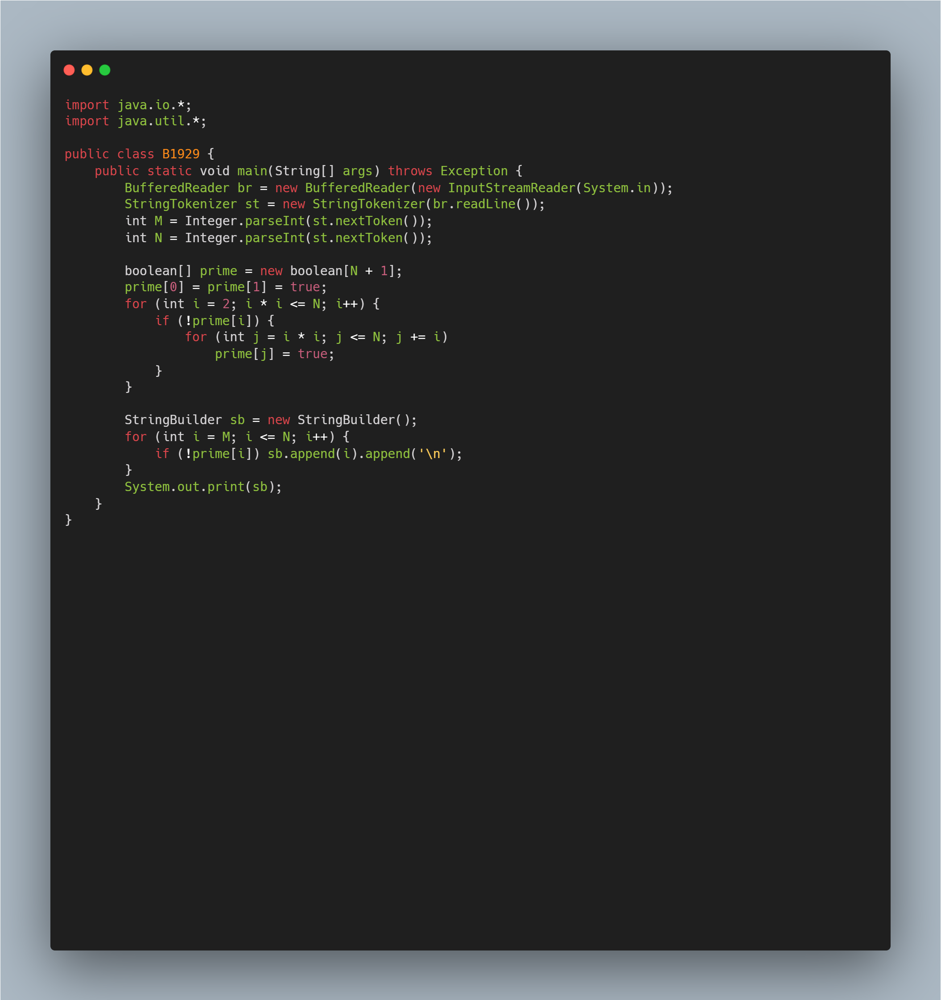 import java.io.*;
import java.util.*;

public class B1929 {
    public static void main(String[] args) throws Exception {
        BufferedReader br = new BufferedReader(new InputStreamReader(System.in));
        StringTokenizer st = new StringTokenizer(br.readLine());
        int M = Integer.parseInt(st.nextToken());
        int N = Integer.parseInt(st.nextToken());

        boolean[] prime = new boolean[N + 1];
        prime[0] = prime[1] = true;
        for (int i = 2; i * i <= N; i++) {
            if (!prime[i]) {
                for (int j = i * i; j <= N; j += i)
                    prime[j] = true;
            }
        }

        StringBuilder sb = new StringBuilder();
        for (int i = M; i <= N; i++) {
            if (!prime[i]) sb.append(i).append('\n');
        }
        System.out.print(sb);
    }
}